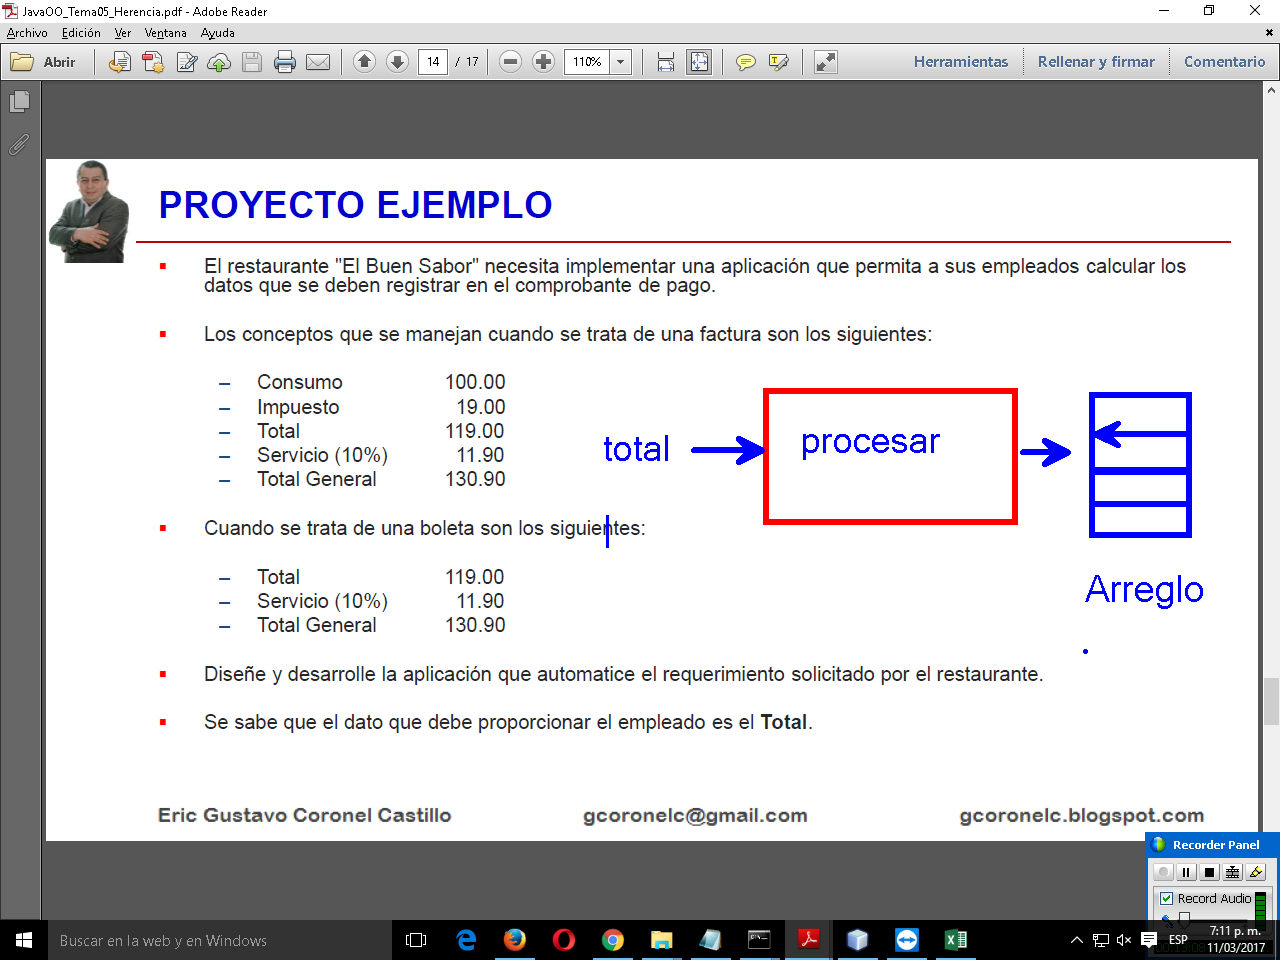 JavaOO_Tema05_Herencia.pdf - Adobe Reader
Archivo Edición Ver Ventana Ayuda
Abrir 14 / 17 110% Herramientas Rellenar y firmar Comentario
PROYECTO EJEMPLO
El restaurante "El Buen Sabor" necesita implementar una aplicación que permita a sus empleados calcular los
datos que se deben registrar en el comprobante de pago.
Los conceptos que se manejan cuando se trata de una factura son los siguientes:
– Consumo 100.00
– Impuesto 19.00
– Total 119.00
– Servicio (10%) 11.90
– Total General 130.90
total
procesar
Arreglo
Cuando se trata de una boleta son los siguientes:
– Total 119.00
– Servicio (10%) 11.90
– Total General 130.90
Diseñe y desarrolle la aplicación que automatice el requerimiento solicitado por el restaurante.
Se sabe que el dato que debe proporcionar el empleado es el Total.
Eric Gustavo Coronel Castillo gcoronelc@gmail.com gcoronelc.blogspot.com
Recorder Panel
Record Audio
Buscar en la web y en Windows
ESP
7:11 p. m.
11/03/2017